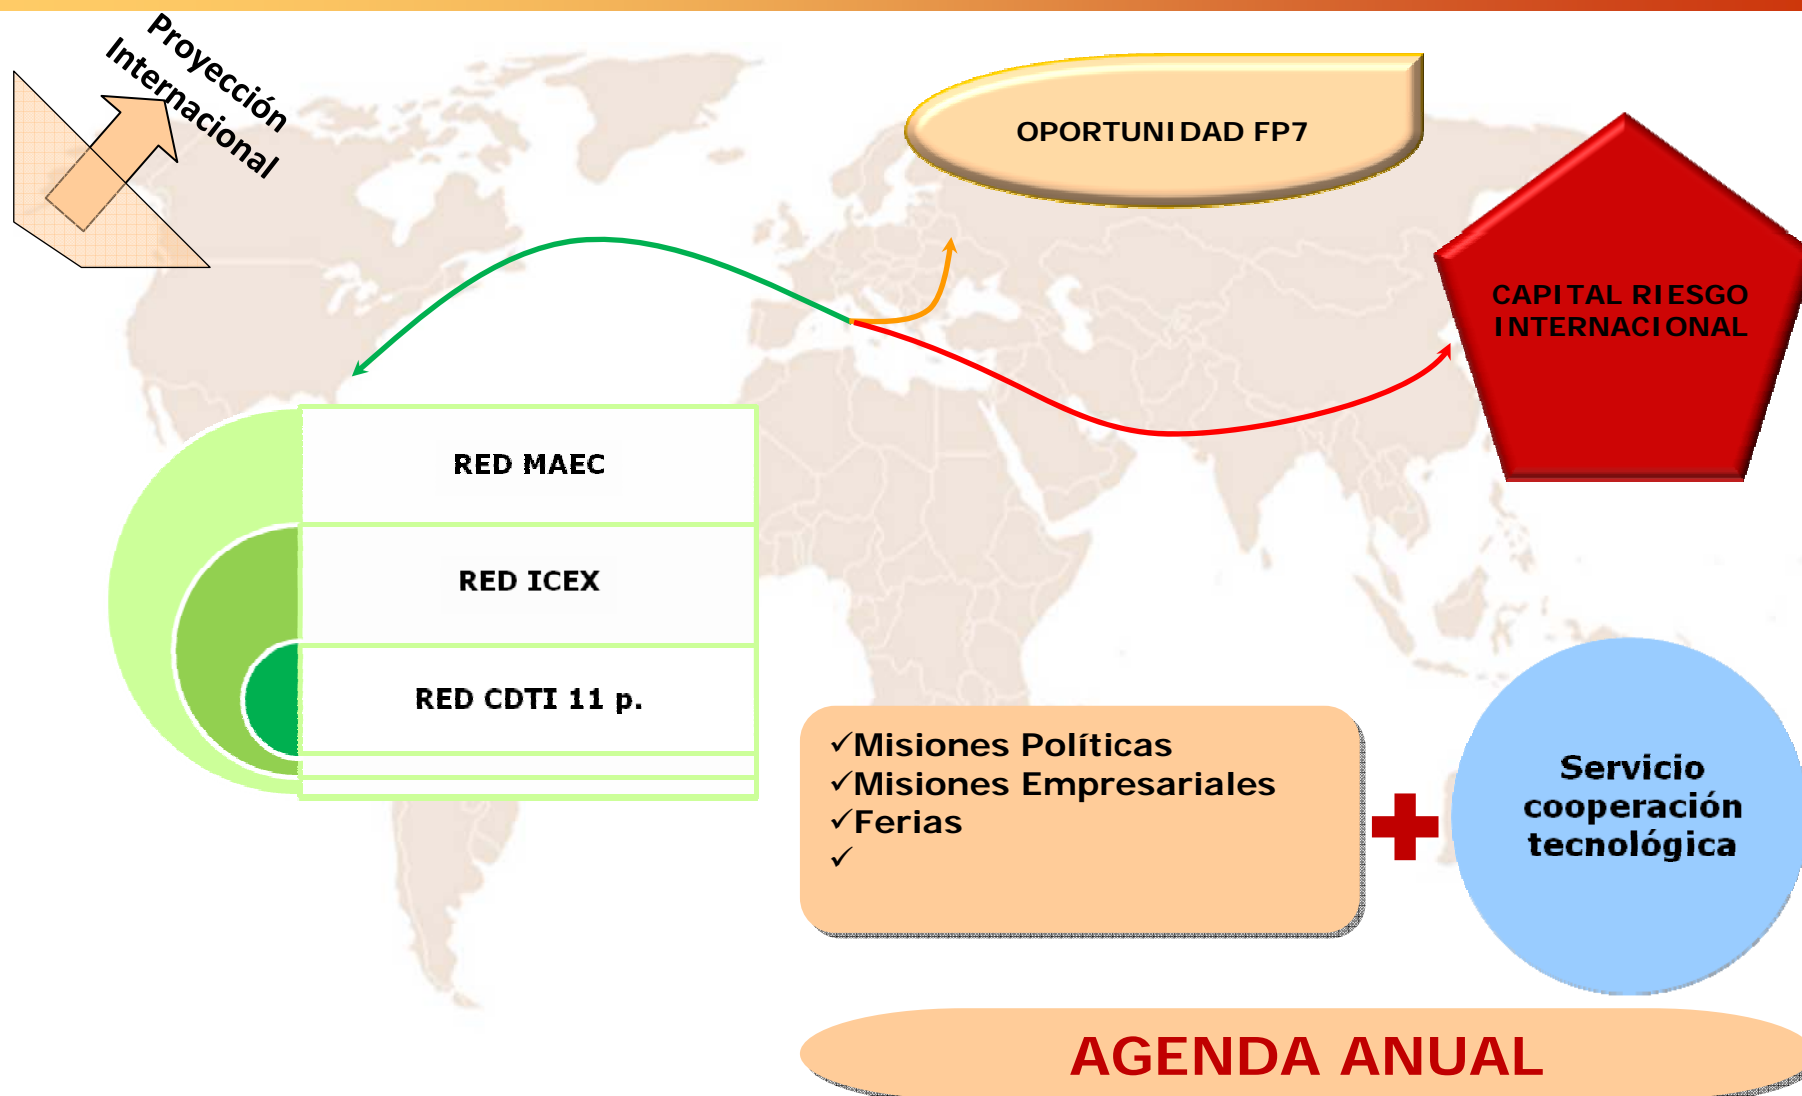 Proyección
Internacional
OPORTUNIDAD FP7
CAPITAL RIESGO
INTERNACIONAL
RED MAEC
RED ICEX
RED CDTI 11 p.
✓Misiones Políticas
✓Misiones Empresariales
✓Ferias
✓
Servicio
cooperación
tecnológica
AGENDA ANUAL